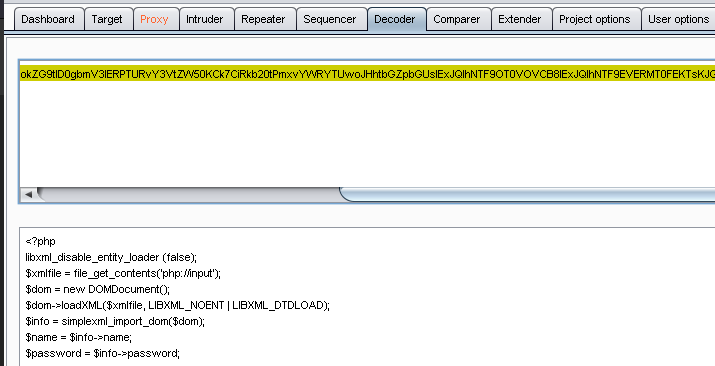 Dashboard Target Proxy Intruder Repeater Sequencer Decoder Comparer Extender Project options User options
okZG9tID0gbmV3IERPTURvY3VtZW50KCk7CiRkb20tPmxvYWRYTUwoJHhtbGZpbGUsIExJQlhNTF9OT0VOVCB8IExJQlhNTF9EVERMT0FEKTsKJG
<?php
libxml_disable_entity_loader (false);
$xmlfile = file_get_contents('php://input');
$dom = new DOMDocument();
$dom->loadXML($xmlfile, LIBXML_NOENT | LIBXML_DTDLOAD);
$info = simplexml_import_dom($dom);
$name = $info->name;
$password = $info->password;